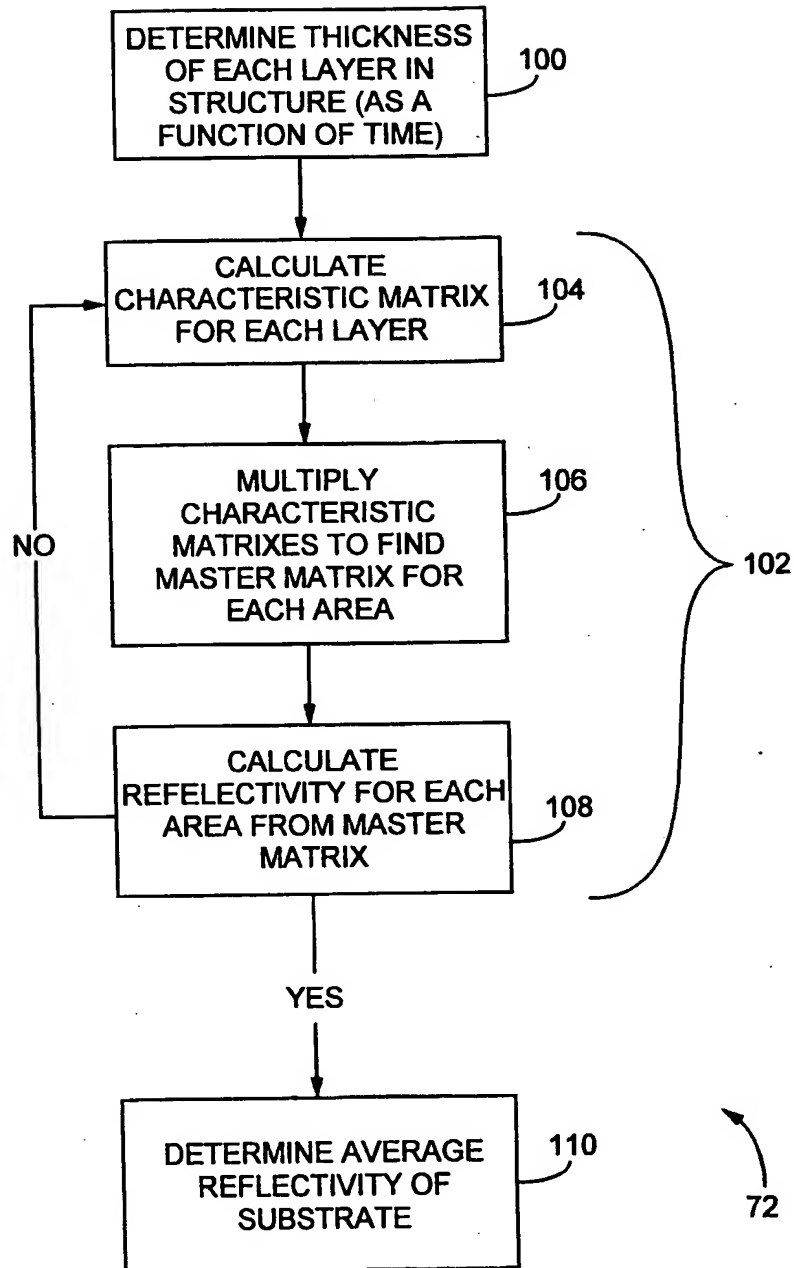 DETERMINE THICKNESS
OF EACH LAYER IN
STRUCTURE (AS A
FUNCTION OF TIME)
100
CALCULATE
CHARACTERISTIC MATRIX
FOR EACH LAYER
104
MULTIPLY
CHARACTERISTIC
MATRIXES TO FIND
MASTER MATRIX FOR
EACH AREA
106
NO
102
CALCULATE
REFELECTIVITY FOR EACH
AREA FROM MASTER
MATRIX
108
YES
DETERMINE AVERAGE
REFLECTIVITY OF
SUBSTRATE
110
72